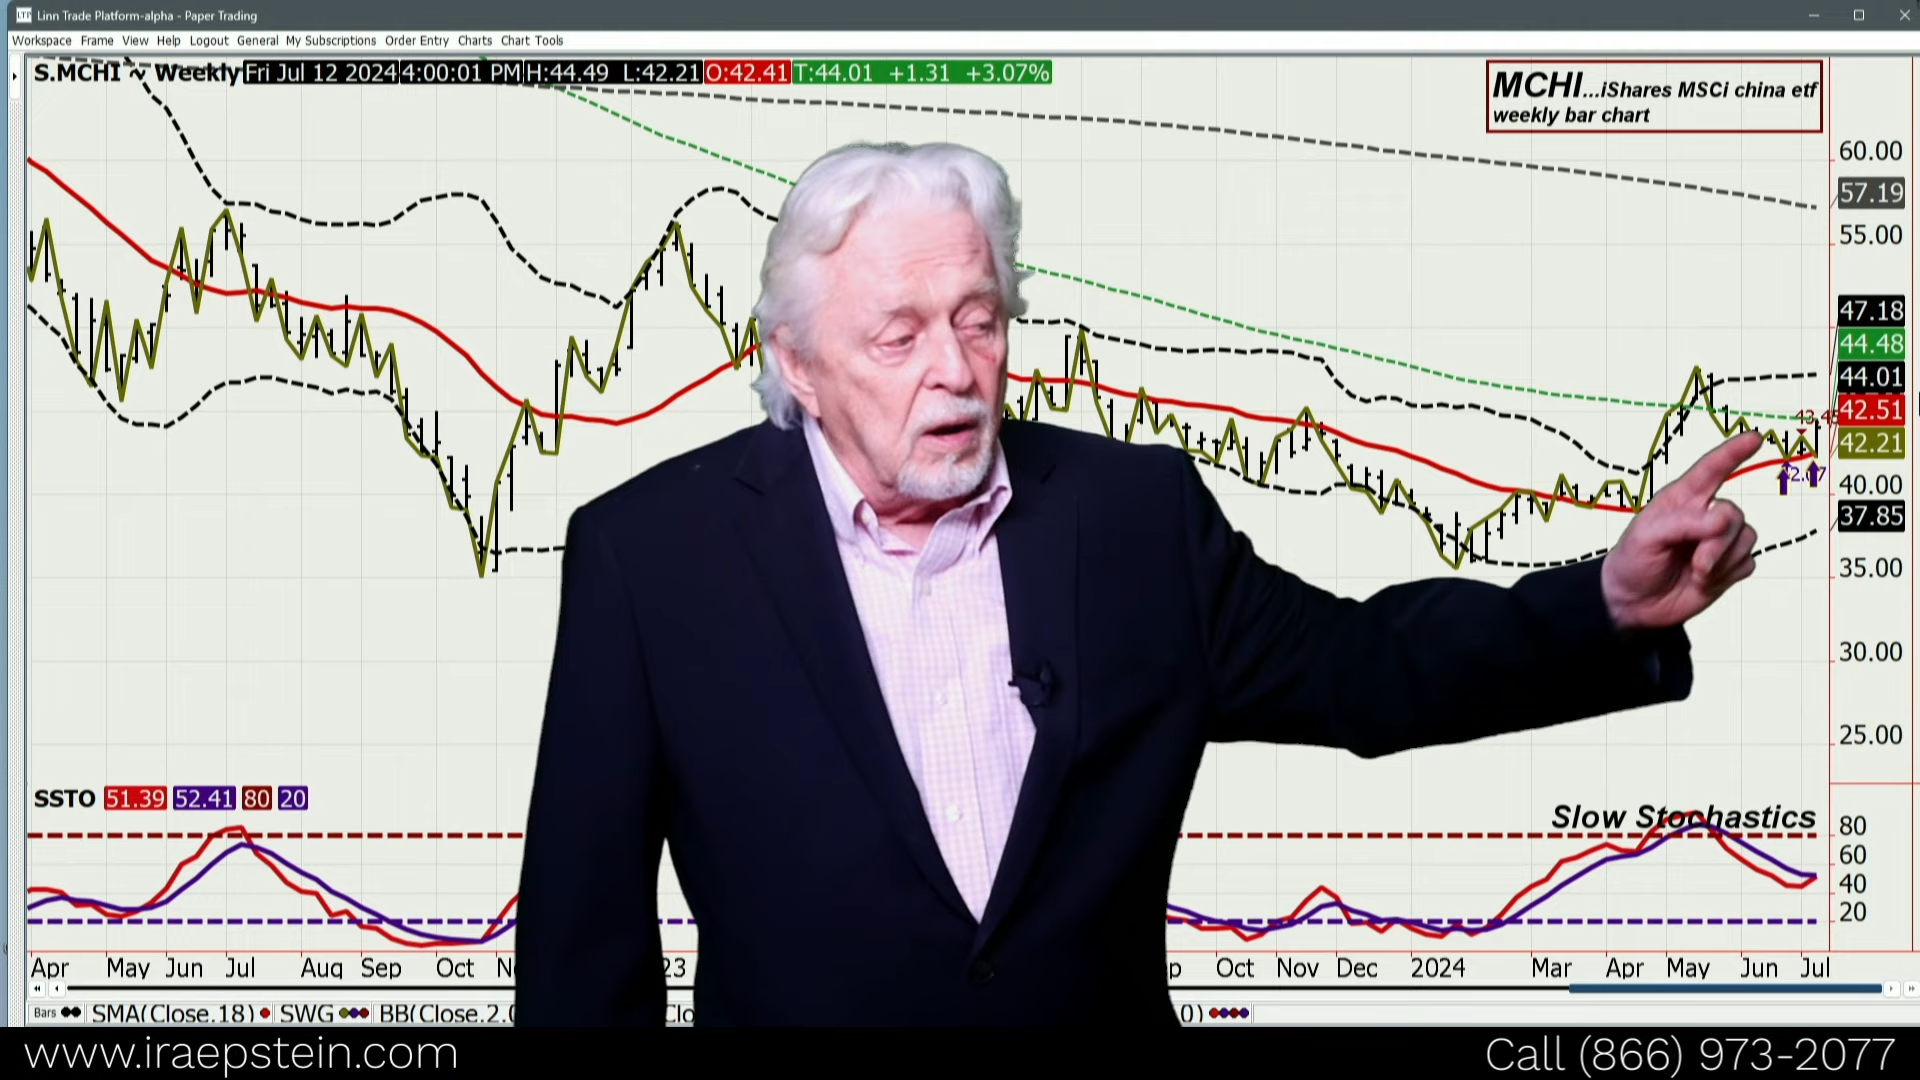 Linn Trade Platform-alpha - Paper Trading
Workspace Frame View Help Logout General My Subscriptions Order Entry Charts Chart Tools
S.MCHI ~ Weekly Fri Jul 12 2024 4:00:01 PM H:44.49 L:42.21 O:42.41 T:44.01 +1.31 +3.07%
MCHI...iShares MSCi china etf
weekly bar chart
60.00
57.19
55.00
47.18
44.48
44.01
42.51
42.21
40.00
37.85
35.00
30.00
25.00
SSTO 51.39 52.41 80 20
Slow Stochastics
80
60
40
20
Apr May Jun Jul Aug Sep Oct 23 Oct Nov Dec 2024 Mar Apr May Jun Jul
Bars SMA(Close,18) SWG BB(Close,2.0 0)
www.iraepstein.com
Call (866) 973-2077